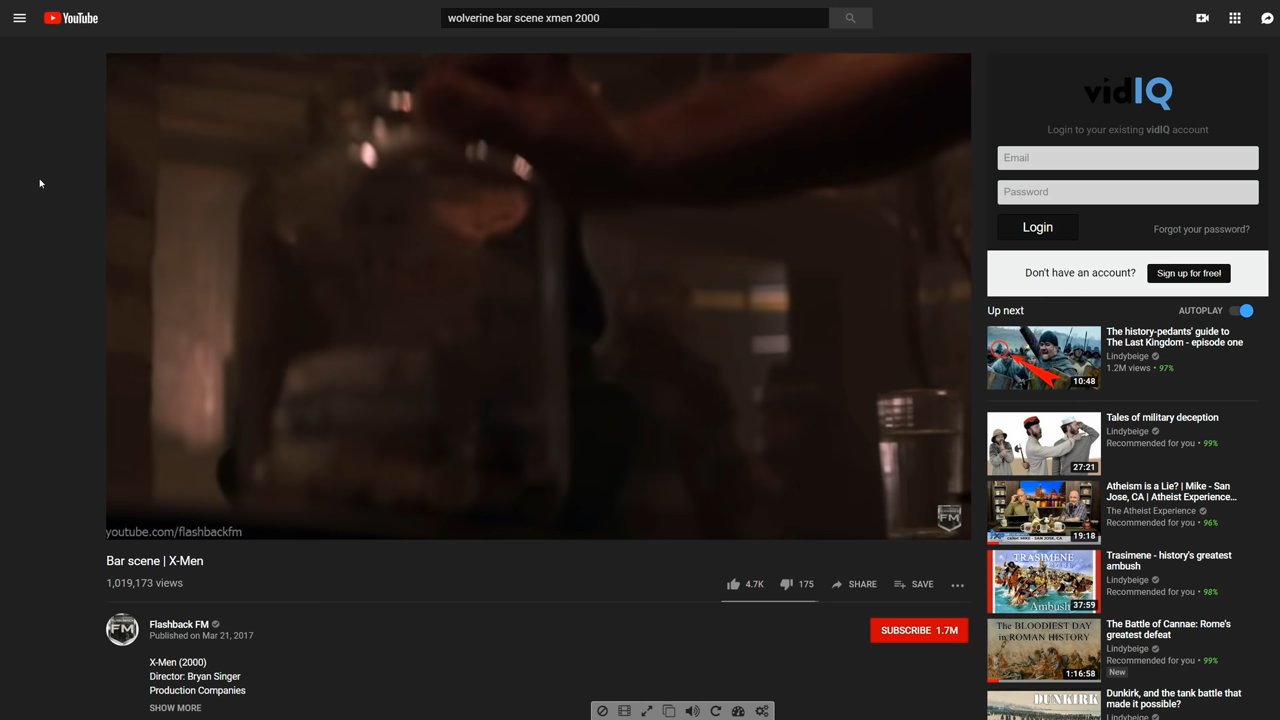 YouTube
wolverine bar scene xmen 2000
vidIQ
Login to your existing vidIQ account
Email
Password
Login
Forgot your password?
Don't have an account?
Sign up for free!
Up next
AUTOPLAY
The history-pedants' guide to
The Last Kingdom - episode one
Lindybeige
1.2M views • 97%
10:48
Tales of military deception
Lindybeige
Recommended for you • 99%
27:21
Atheism is a Lie? | Mike - San
Jose, CA | Atheist Experience...
The Atheist Experience
Recommended for you • 96%
19:18
TRASIMENE
Ambush
37:59
Trasimene - history's greatest
ambush
Lindybeige
Recommended for you • 98%
THE BLOODIEST DAY
in ROMAN HISTORY
1:16:58
The Battle of Cannae: Rome's
greatest defeat
Lindybeige
Recommended for you • 99%
New
DUNKIRK
Dunkirk, and the tank battle that
made it possible?
Lindybeige
FM
youtube.com/flashbackfm
Bar scene | X-Men
1,019,173 views
4.7K
175
SHARE
SAVE
FM
Flashback FM
Published on Mar 21, 2017
SUBSCRIBE 1.7M
X-Men (2000)
Director: Bryan Singer
Production Companies
SHOW MORE